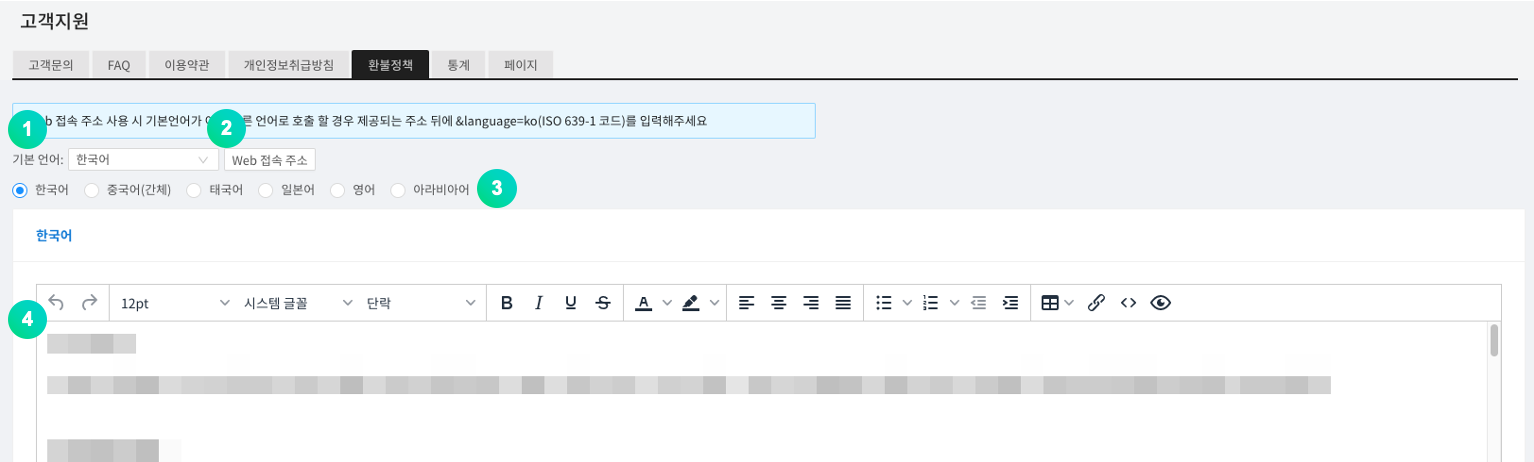 고객지원
고객문의 FAQ 이용약관 개인정보취급방침 환불정책 통계 페이지
b 접속 주소 사용 시 기본언어가 른 언어로 호출 할 경우 제공되는 주소 뒤에 &language=ko(ISO 639-1 코드)를 입력해주세요
1 2
기본 언어: 한국어 Web 접속 주소
한국어 중국어(간체) 태국어 일본어 영어 아라비아어 3
한국어
12pt 시스템 글꼴 단락 B I U S A
4